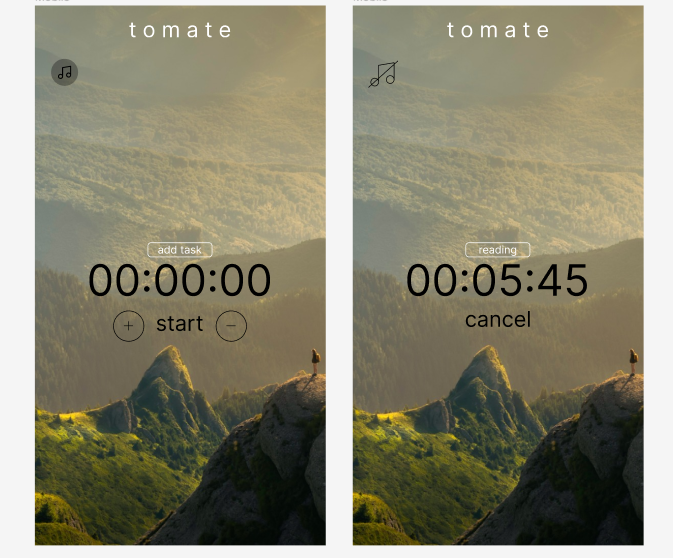 tomate
add task
00:00:00
+ start −
tomate
reading
00:05:45
cancel